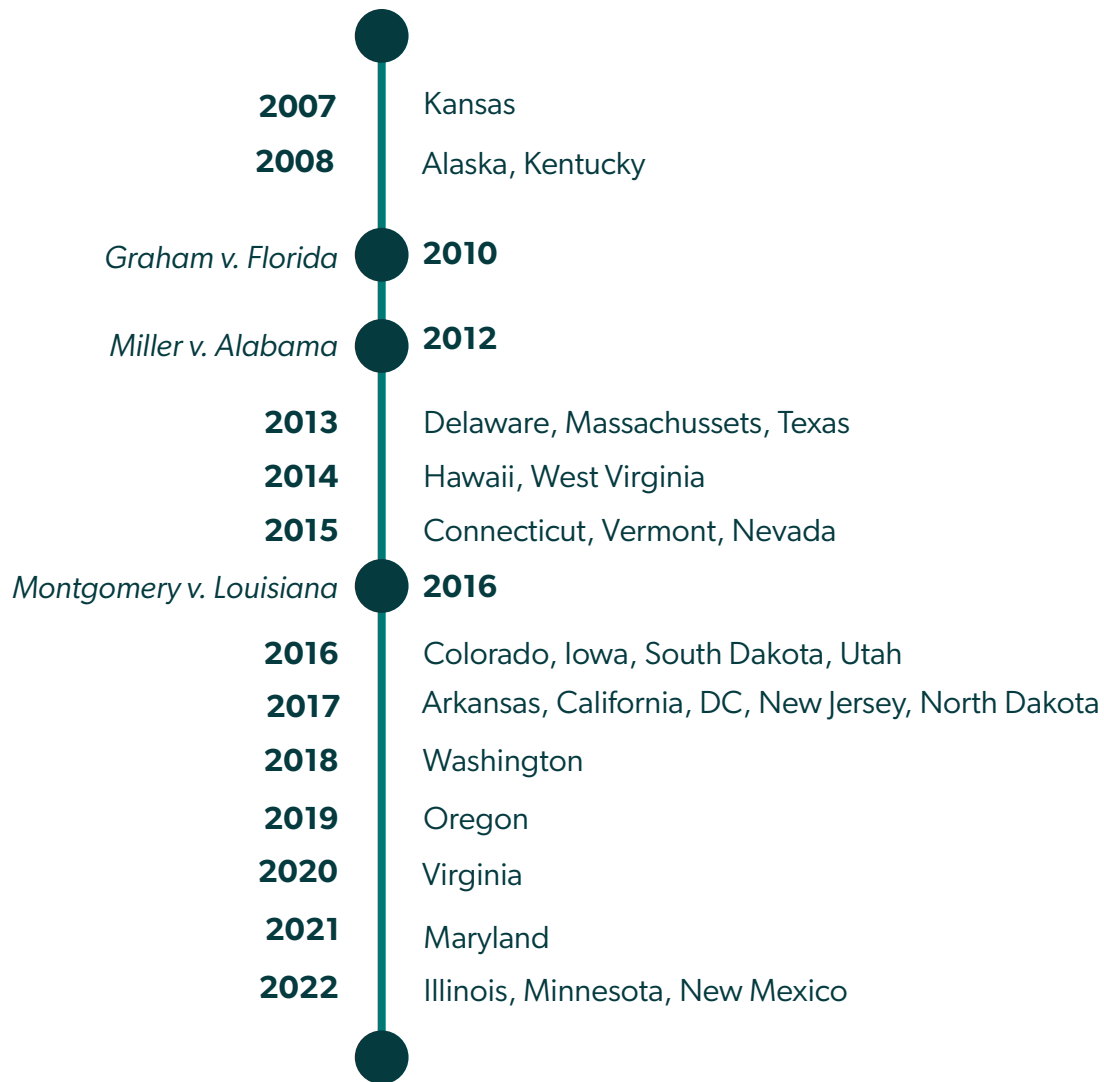 2007 Kansas
2008 Alaska, Kentucky
Graham v. Florida 2010
Miller v. Alabama 2012
2013 Delaware, Massachussets, Texas
2014 Hawaii, West Virginia
2015 Connecticut, Vermont, Nevada
Montgomery v. Louisiana 2016
2016 Colorado, Iowa, South Dakota, Utah
2017 Arkansas, California, DC, New Jersey, North Dakota
2018 Washington
2019 Oregon
2020 Virginia
2021 Maryland
2022 Illinois, Minnesota, New Mexico